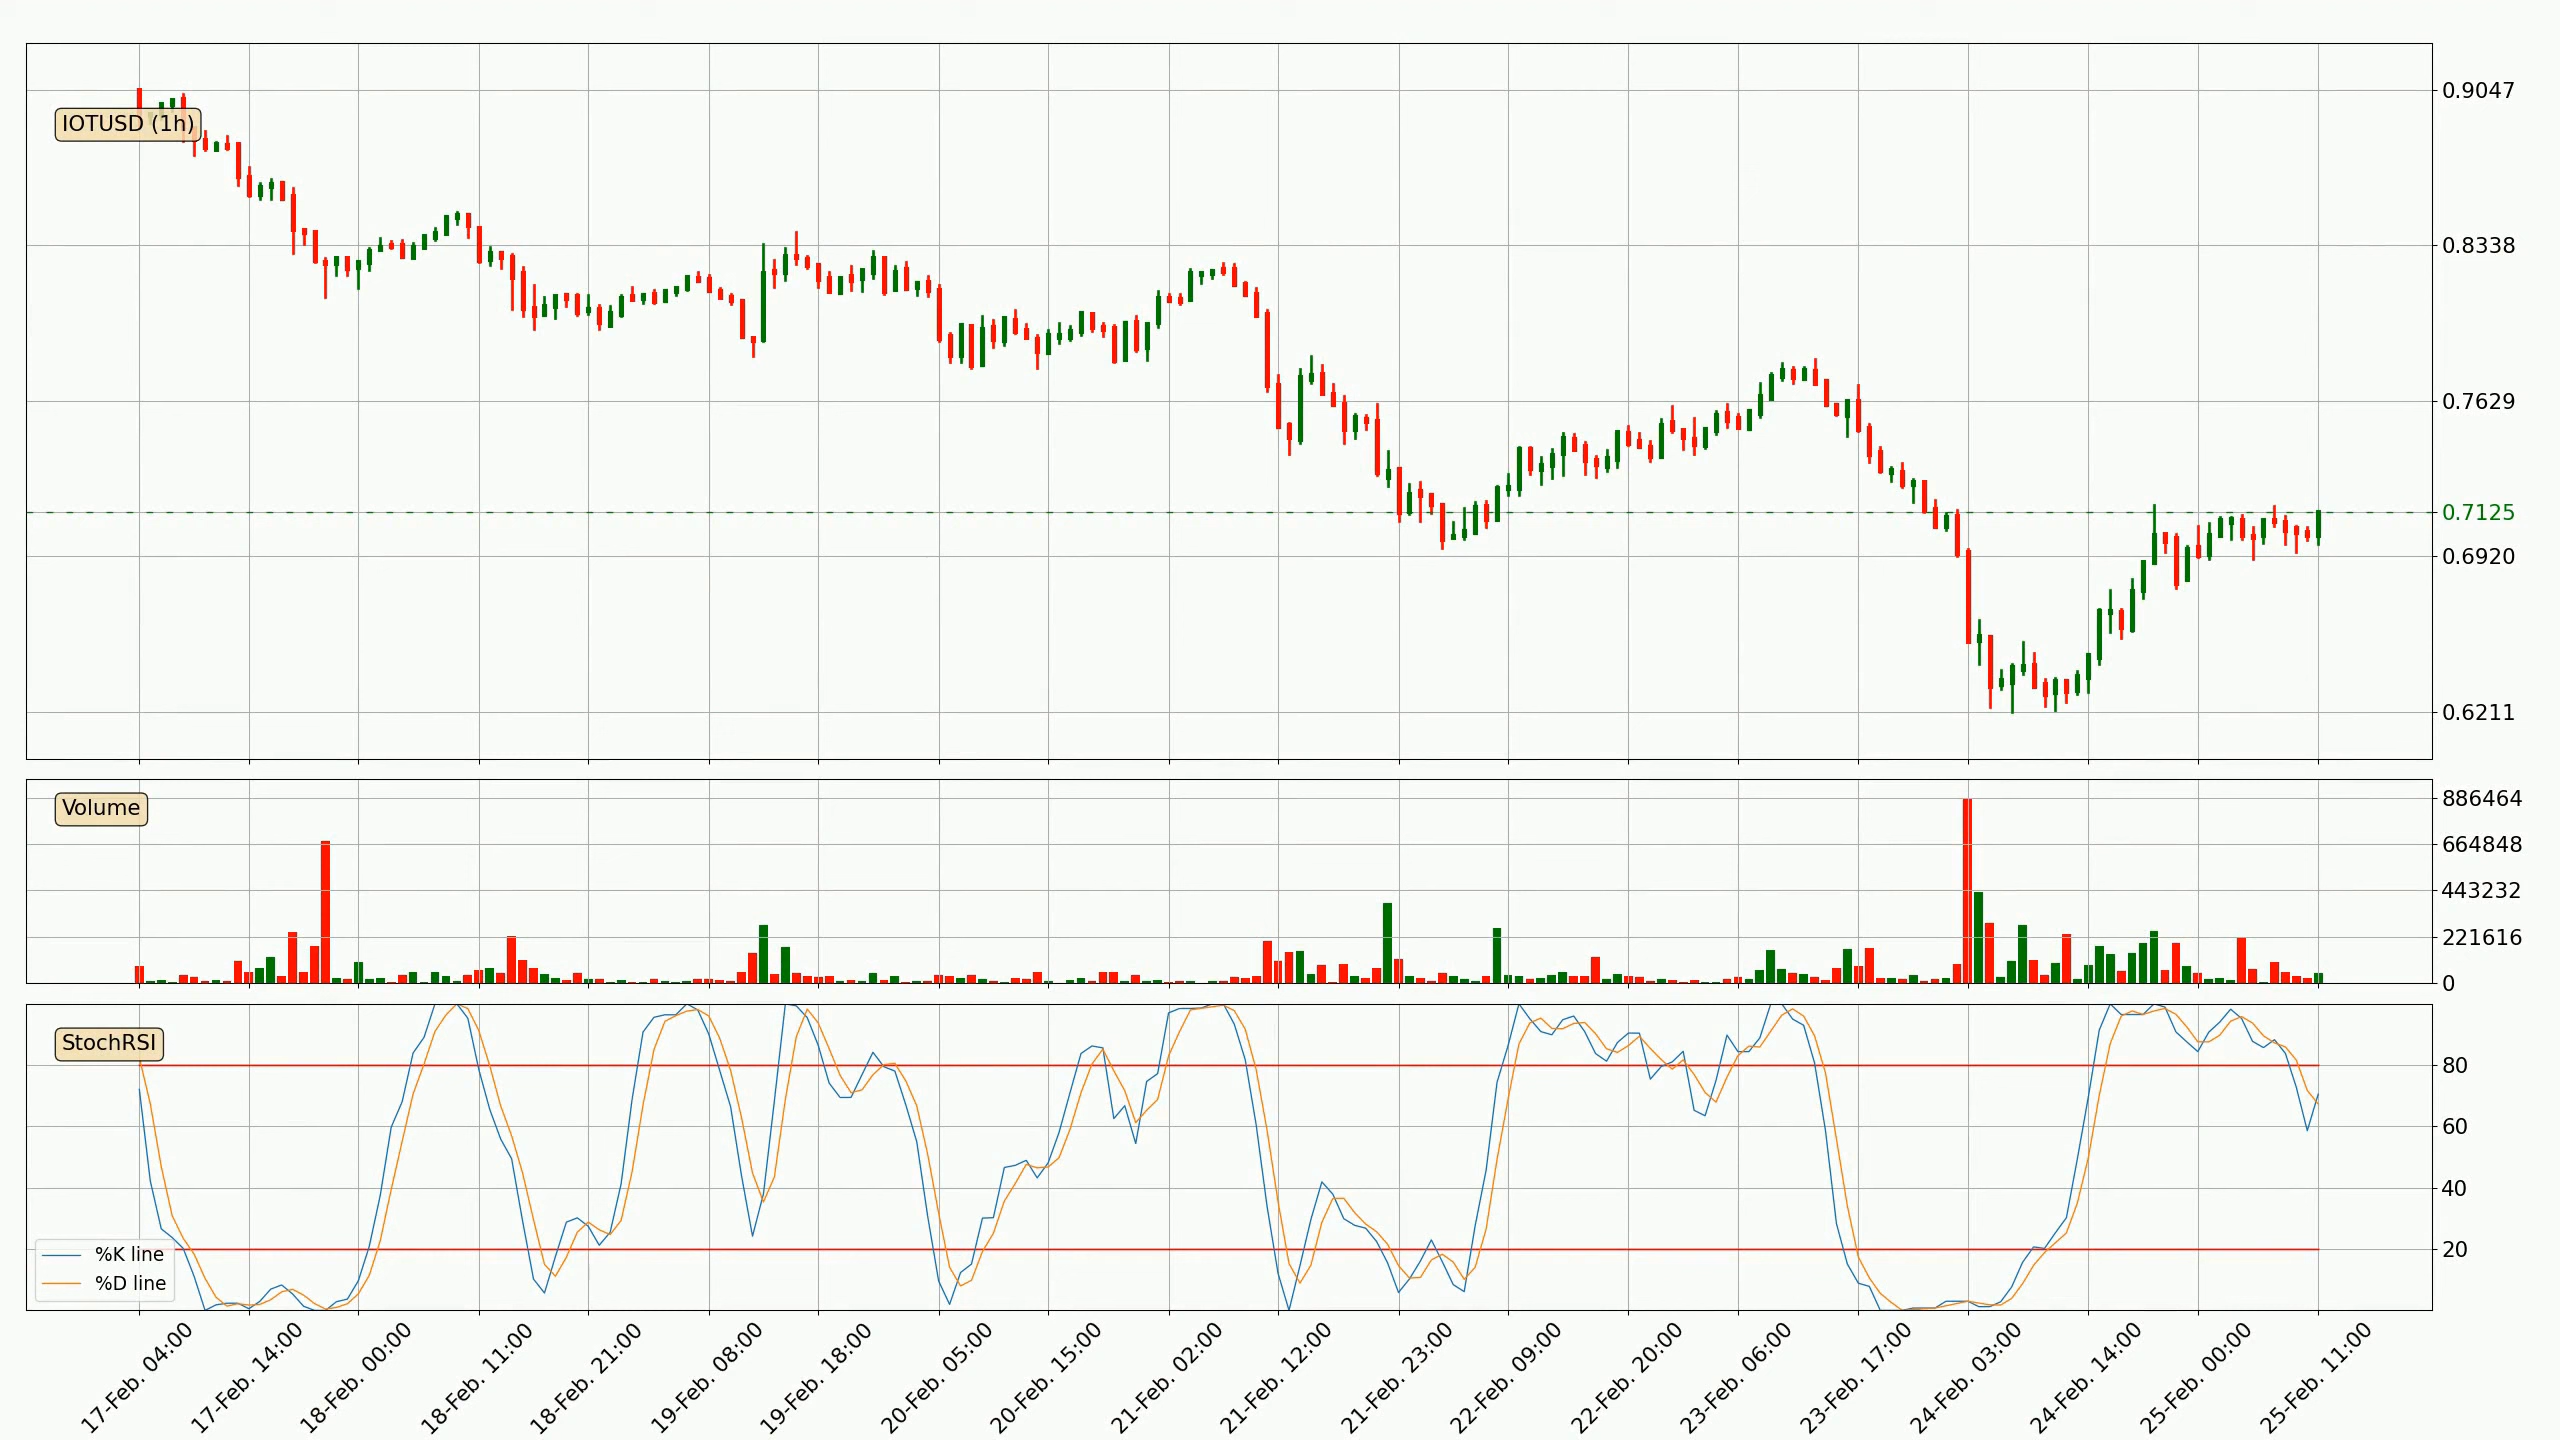 IOTUSD (1h)
0.9047
0.8338
0.7629
0.7125
0.6920
0.6211
Volume
886464
664848
443232
221616
0
StochRSI
80
60
40
20
%K line
%D line
17-Feb. 04:00
17-Feb. 14:00
18-Feb. 00:00
18-Feb. 11:00
18-Feb. 21:00
19-Feb. 08:00
19-Feb. 18:00
20-Feb. 05:00
20-Feb. 15:00
21-Feb. 02:00
21-Feb. 12:00
21-Feb. 23:00
22-Feb. 09:00
22-Feb. 20:00
23-Feb. 06:00
23-Feb. 17:00
24-Feb. 03:00
24-Feb. 14:00
25-Feb. 00:00
25-Feb. 11:00